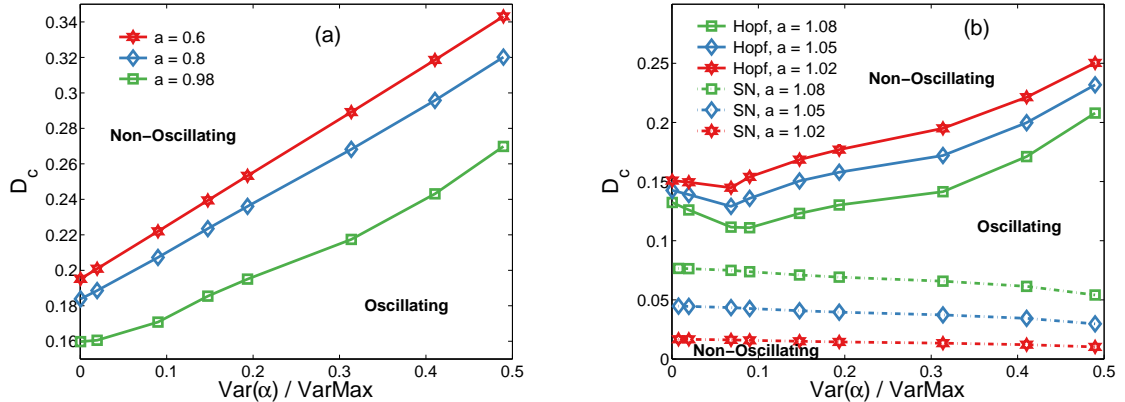 (a)
a = 0.6
a = 0.8
a = 0.98
Non−Oscillating
Oscillating
D_c
0.34
0.32
0.3
0.28
0.26
0.24
0.22
0.2
0.18
0.16
0 0.1 0.2 0.3 0.4 0.5
Var(α) / VarMax
(b)
Hopf, a = 1.08
Hopf, a = 1.05
Hopf, a = 1.02
SN, a = 1.08
SN, a = 1.05
SN, a = 1.02
Non−Oscillating
Oscillating
Non−Oscillating
D_c
0.25
0.2
0.15
0.1
0.05
0
0 0.1 0.2 0.3 0.4 0.5
Var(α) / VarMax